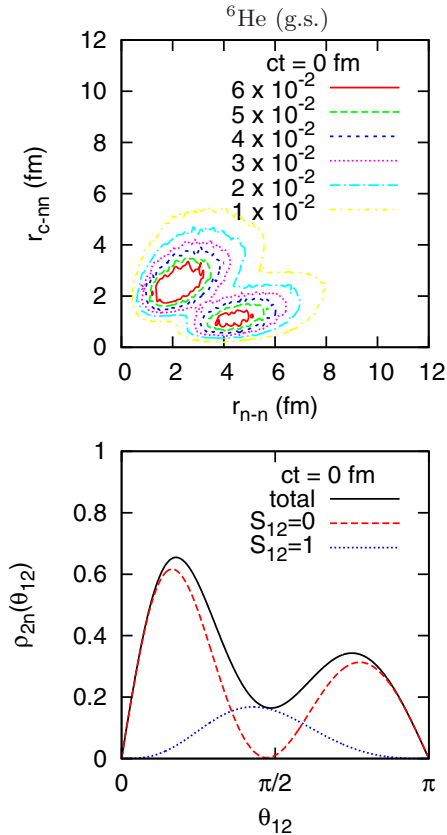 ⁶He (g.s.)
ct = 0 fm
6 x 10⁻²
5 x 10⁻²
4 x 10⁻²
3 x 10⁻²
2 x 10⁻²
1 x 10⁻²
12
10
8
6
4
2
0
r_c-nn (fm)
0 2 4 6 8 10 12
r_n-n (fm)
ct = 0 fm
total
S₁₂=0
S₁₂=1
1
0.8
0.6
0.4
0.2
0
ρ_2n(θ₁₂)
0 π/2 π
θ₁₂